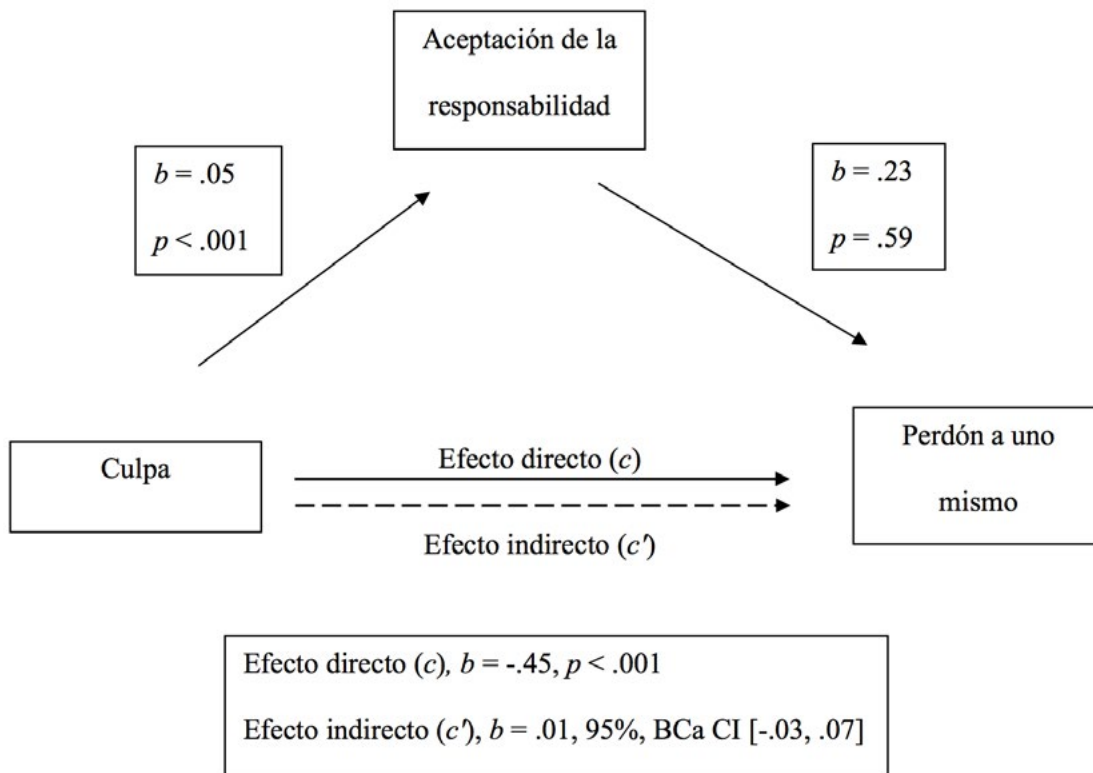 Aceptación de la
responsabilidad
b = .05
p < .001
b = .23
p = .59
Culpa
Efecto directo (c)
Efecto indirecto (c')
Perdón a uno
mismo
Efecto directo (c), b = -.45, p < .001
Efecto indirecto (c'), b = .01, 95%, BCa CI [-.03, .07]